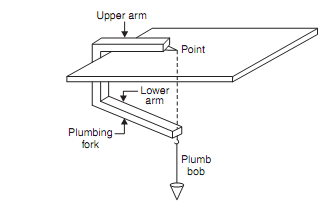 Upper arm
Point
Lower
arm
Plumbing
fork
Plumb
bob